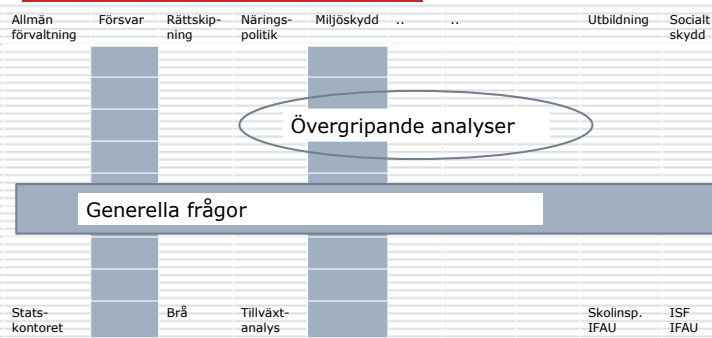 Allmän förvaltning
Försvar
Rättskip-
ning
Närings-
politik
Miljöskydd
..
..
Utbildning
Socialt
skydd
Övergripande analyser
Generella frågor
Stats-
kontoret
Brå
Tillväxt-
analys
Skolinsp.
IFAU
ISF
IFAU